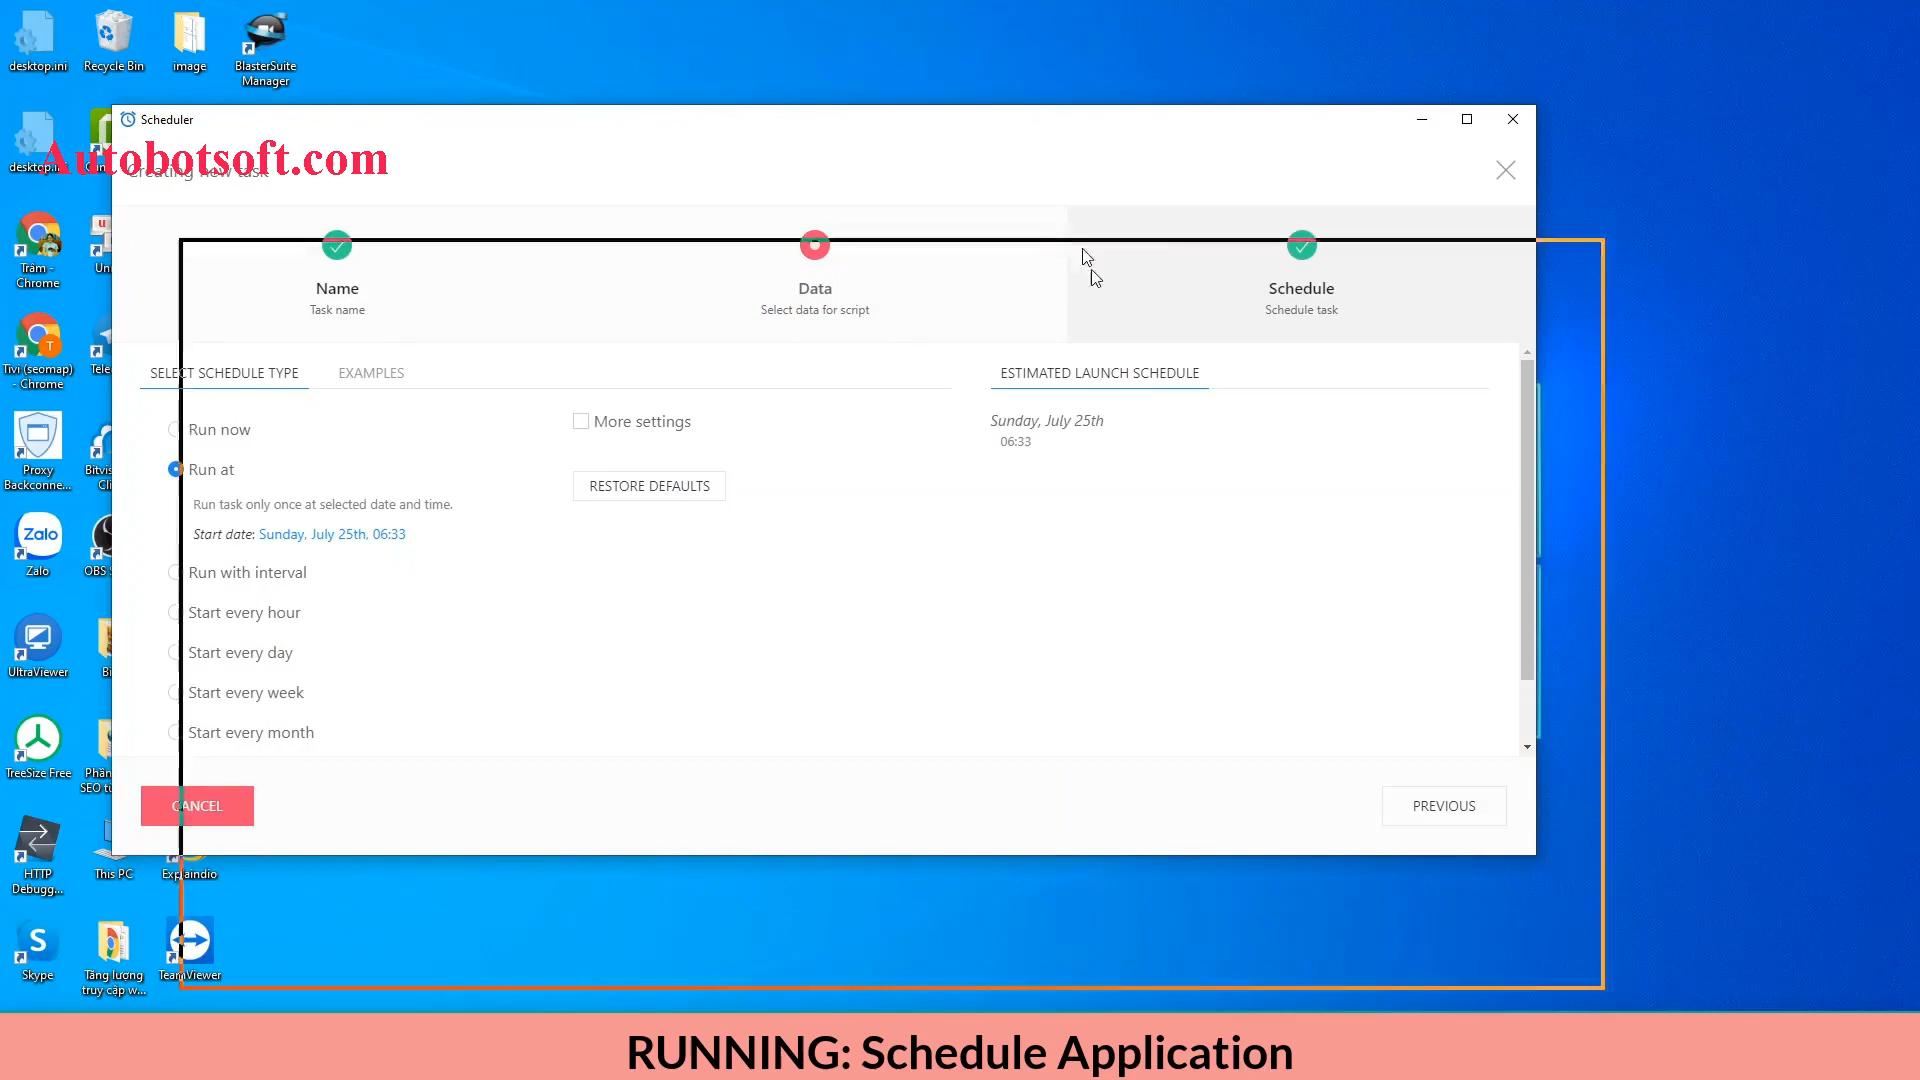 desktop.ini
Recycle Bin
image
BlasterSuite
Manager
Scheduler
Autobotsoft.com
Creating new task
Trâm -
Chrome
Name
Task name
Data
Select data for script
Schedule
Schedule task
Tivi (seomap)
- Chrome
SELECT SCHEDULE TYPE
EXAMPLES
ESTIMATED LAUNCH SCHEDULE
Run now
More settings
Sunday, July 25th
06:33
Run at
RESTORE DEFAULTS
Run task only once at selected date and time.
Start date: Sunday, July 25th, 06:33
Proxy
Backconne...
Zalo
Zalo
Run with interval
Start every hour
Start every day
Start every week
Start every month
UltraViewer
TreeSize Free
CANCEL
PREVIOUS
HTTP
Debugg...
This PC
Explaindio
S
Skype
Tăng lượng
truy cập w...
TeamViewer
RUNNING: Schedule Application